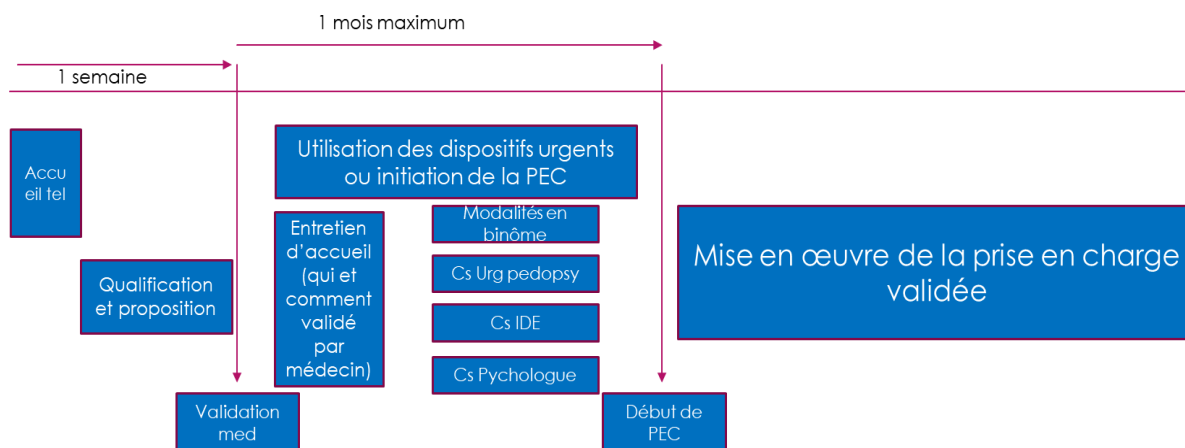 1 mois maximum
1 semaine
Accu
eil tel
Qualification
et proposition
Validation
med
Utilisation des dispositifs urgents
ou initiation de la PEC
Entretien
d'accueil
(qui et
comment
validé
par
médecin)
Modalités en
binôme
Cs Urg pedopsy
Cs IDE
Cs Pychologue
Début de
PEC
Mise en œuvre de la prise en charge
validée